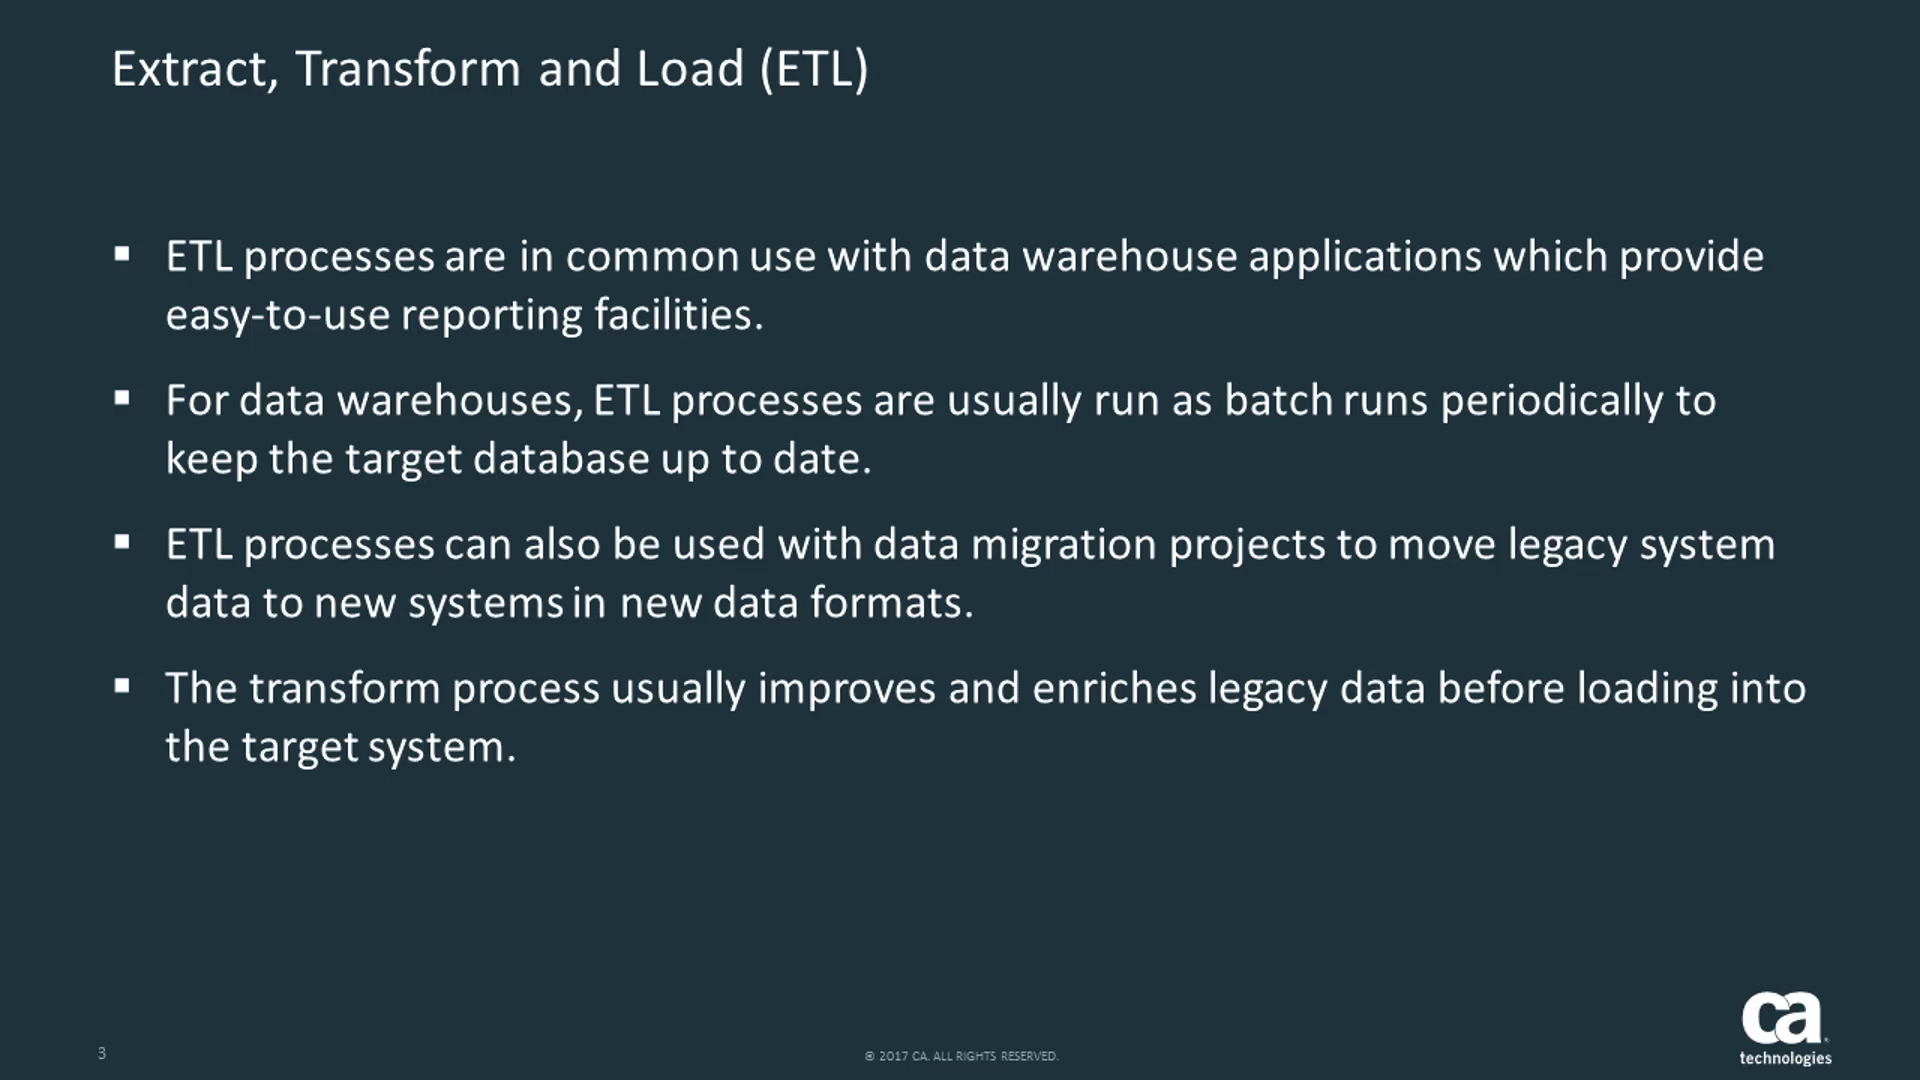 Extract, Transform and Load (ETL)
▪ ETL processes are in common use with data warehouse applications which provide
easy-to-use reporting facilities.
▪ For data warehouses, ETL processes are usually run as batch runs periodically to
keep the target database up to date.
▪ ETL processes can also be used with data migration projects to move legacy system
data to new systems in new data formats.
▪ The transform process usually improves and enriches legacy data before loading into
the target system.
3
© 2017 CA. ALL RIGHTS RESERVED.
ca
technologies